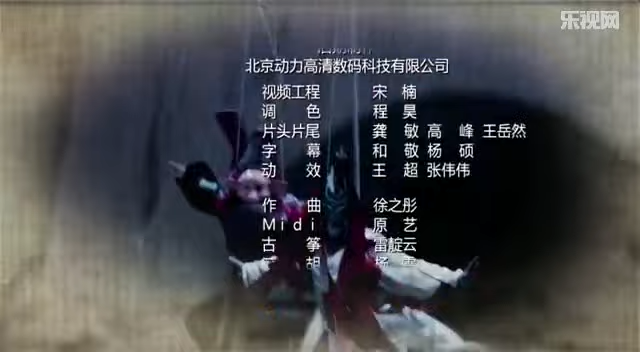 乐视网
北京动力高清数码科技有限公司
视频工程 宋 楠
调 色 程 昊
片头片尾 龚 敏 高 峰 王岳然
字 幕 和 敬 杨 硕
动 效 王 超 张伟伟
作 曲 徐之彤
Midi 原 艺
古 筝 雷靛云
胡